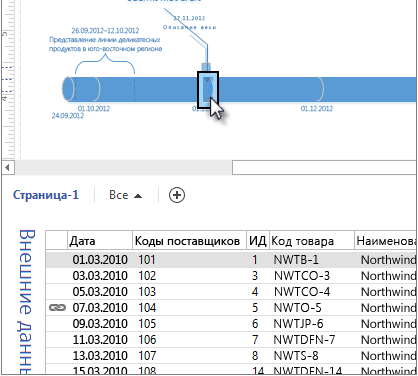 27.11.2012
Описание вехи
26.09.2012–12.10.2012
Представление линии деликатесных
продуктов в юго-восточном регионе
01.10.2012
01.12.2012
24.09.2012
Страница-1 Все
Внешние данны
Дата Коды поставщиков ИД Код товара Наименова
01.03.2010 101 1 NWTB-1 Northwind
03.03.2010 102 3 NWTCO-3 Northwind
05.03.2010 103 4 NWTCO-4 Northwind
07.03.2010 104 5 NWTO-5 Northwind
09.03.2010 105 6 NWTJP-6 Northwind
11.03.2010 106 7 NWTDFN-7 Northwind
13.03.2010 107 8 NWTS-8 Northwind
15.03.2010 108 14 NWTDFN-14 Northwind